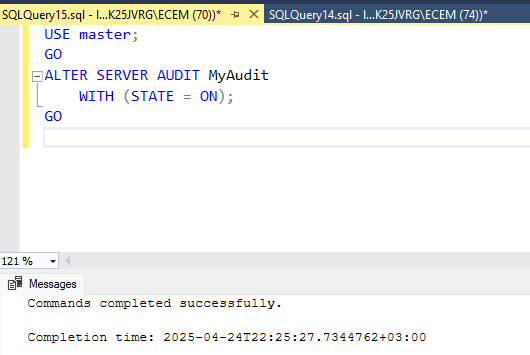 SQLQuery15.sql - I...K25JVRG\ECEM (70))* SQLQuery14.sql - I...K25JVRG\ECEM (74))*
USE master;
GO
ALTER SERVER AUDIT MyAudit
WITH (STATE = ON);
GO
121 %
Messages
Commands completed successfully.
Completion time: 2025-04-24T22:25:27.7344762+03:00